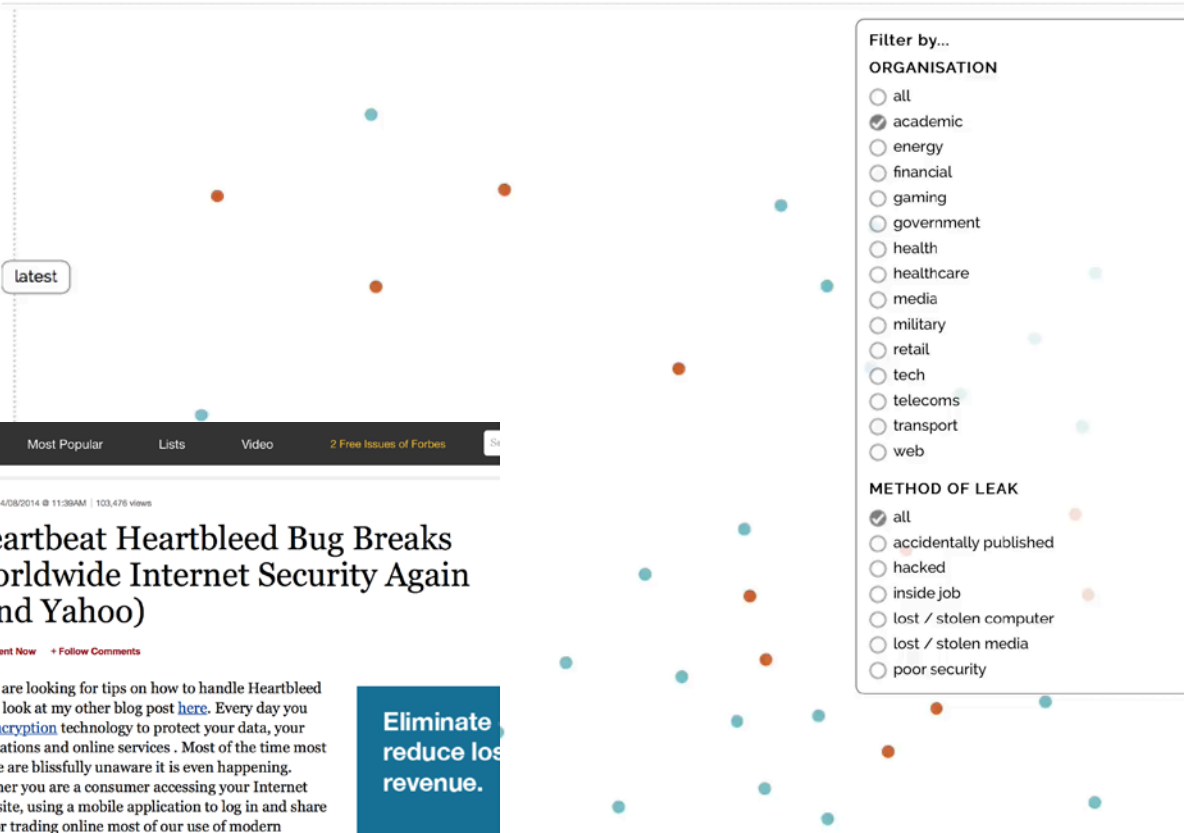 Filter by...
ORGANISATION
all
academic
energy
financial
gaming
government
health
healthcare
media
military
retail
tech
telecoms
transport
web
METHOD OF LEAK
all
accidentally published
hacked
inside job
lost / stolen computer
lost / stolen media
poor security
latest
Most Popular Lists Video 2 Free Issues of Forbes
4/08/2014 @ 11:39AM | 103,476 views
eartbeat Heartbleed Bug Breaks
orldwide Internet Security Again
nd Yahoo)
ent Now + Follow Comments
are looking for tips on how to handle Heartbleed
look at my other blog post here. Every day you
cryption technology to protect your data, your
ations and online services . Most of the time most
e are blissfully unaware it is even happening.
her you are a consumer accessing your Internet
site, using a mobile application to log in and share
r trading online most of our use of modern
Eliminate
reduce los
revenue.